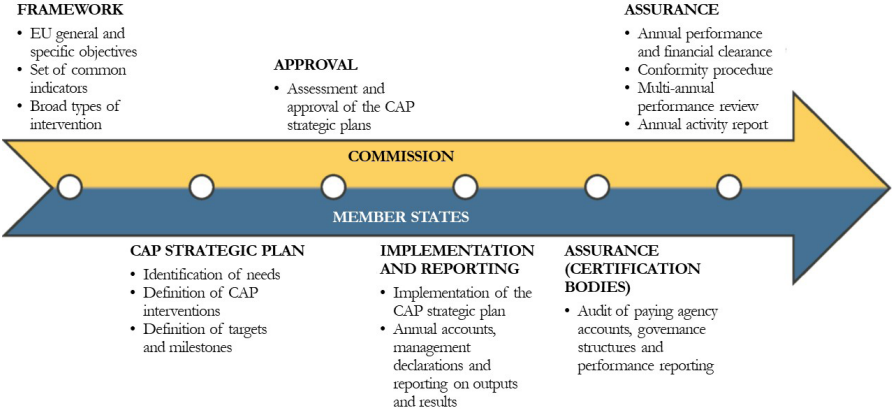 FRAMEWORK
• EU general and
specific objectives
• Set of common
indicators
• Broad types of
intervention
APPROVAL
• Assessment and
approval of the CAP
strategic plans
ASSURANCE
• Annual performance
and financial clearance
• Conformity procedure
• Multi-annual
performance review
• Annual activity report
COMMISSION
MEMBER STATES
CAP STRATEGIC PLAN
• Identification of needs
• Definition of CAP
interventions
• Definition of targets
and milestones
IMPLEMENTATION
AND REPORTING
• Implementation of the
CAP strategic plan
• Annual accounts,
management
declarations and
reporting on outputs
and results
ASSURANCE
(CERTIFICATION
BODIES)
• Audit of paying agency
accounts, governance
structures and
performance reporting